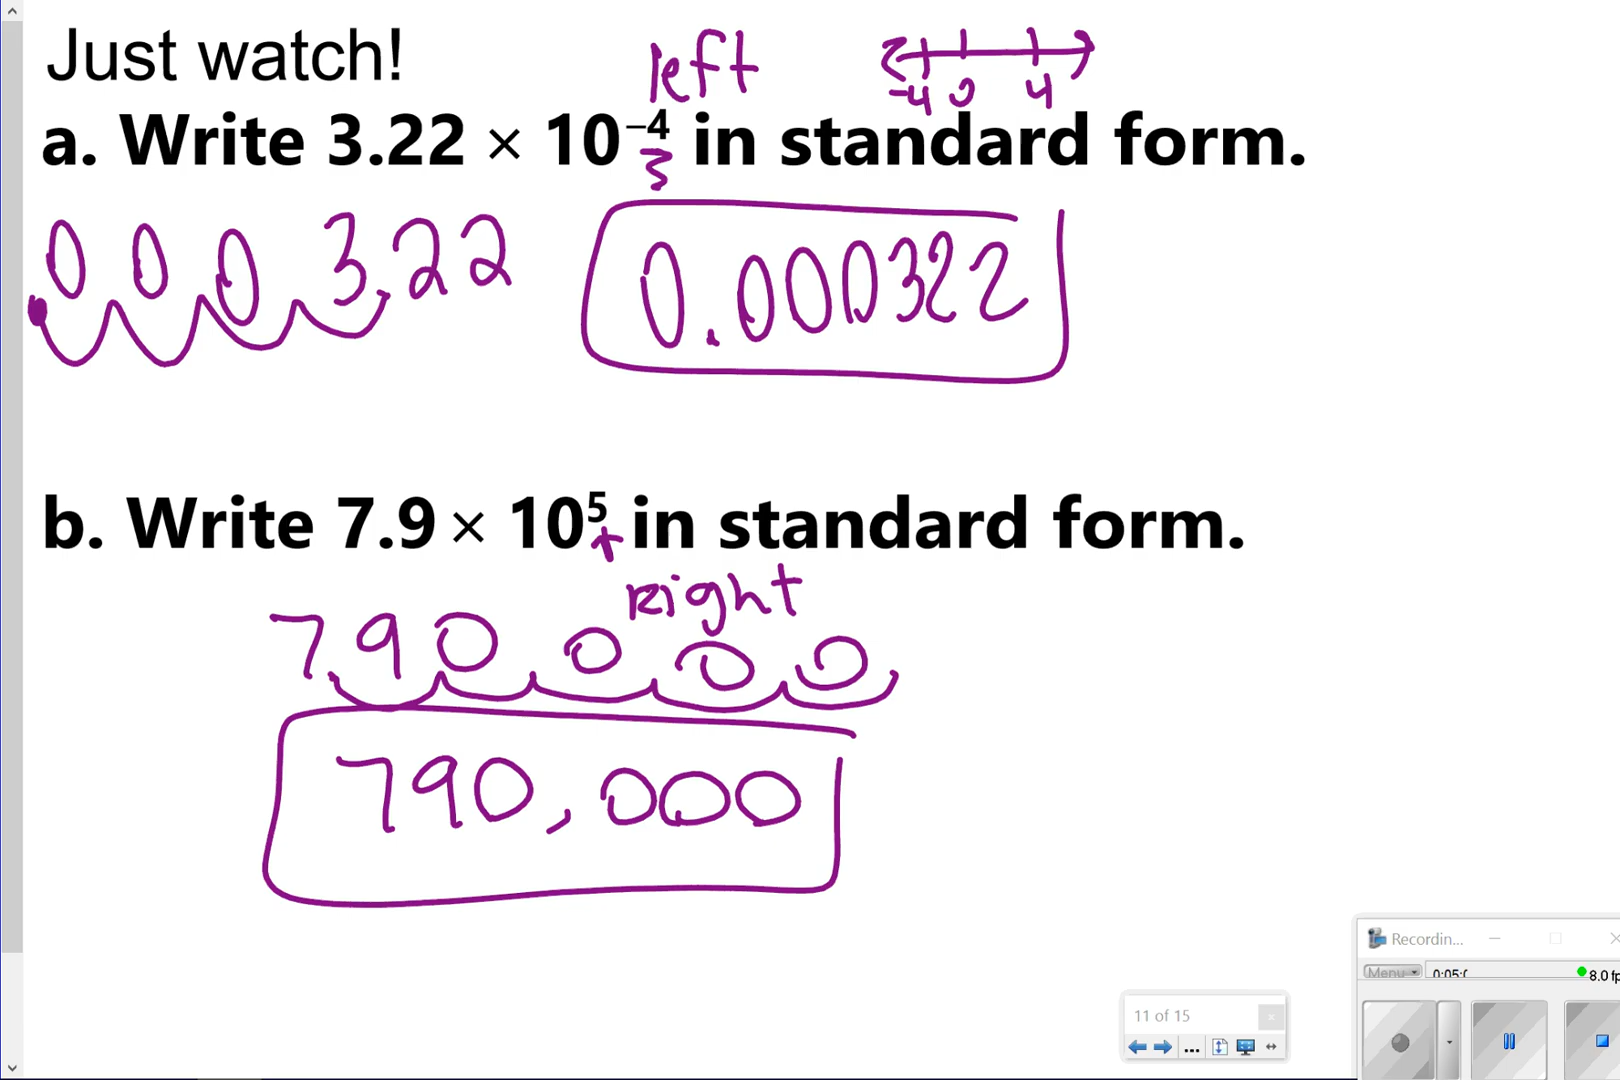 Just watch!
left
-4 0 4
a. Write 3.22 × 10⁻⁴ in standard form.
0 0 0 3.22
0.000322
b. Write 7.9 × 10⁵ in standard form.
+
right
7.90 0 0 0
790,000
Recordin...
Menu
8.0 fp
11 of 15
...